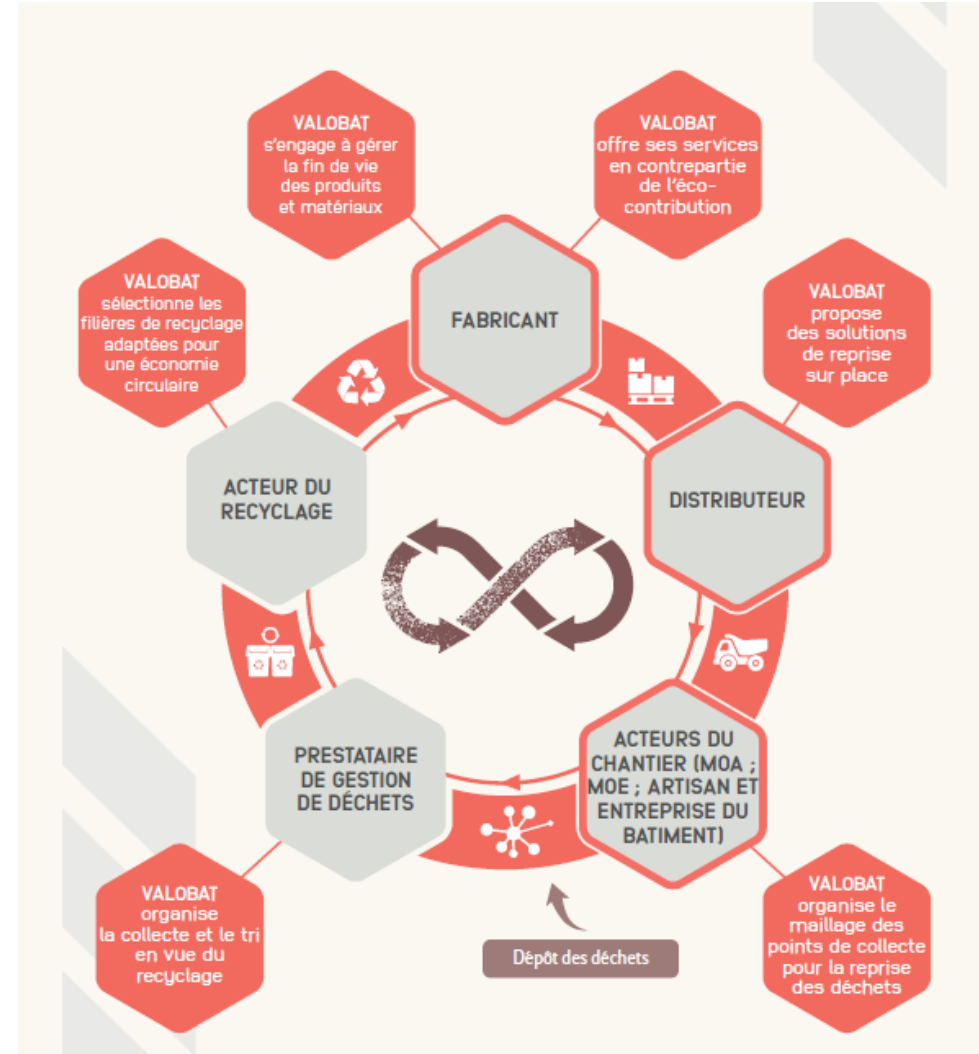 VALOBAT
s'engage à gérer
la fin de vie
des produits
et matériaux
VALOBAT
offre ses services
en contrepartie
de l'éco-
contribution
VALOBAT
sélectionne les
filières de recyclage
adaptées pour
une économie
circulaire
FABRICANT
VALOBAT
propose
des solutions
de reprise
sur place
ACTEUR DU
RECYCLAGE
DISTRIBUTEUR
PRESTATAIRE
DE GESTION
DE DÉCHETS
ACTEURS DU
CHANTIER (MOA ;
MOE ; ARTISAN ET
ENTREPRISE DU
BATIMENT)
VALOBAT
organise
la collecte et le tri
en vue du
recyclage
Dépôt des déchets
VALOBAT
organise le
maillage des
points de collecte
pour la reprise
des déchets